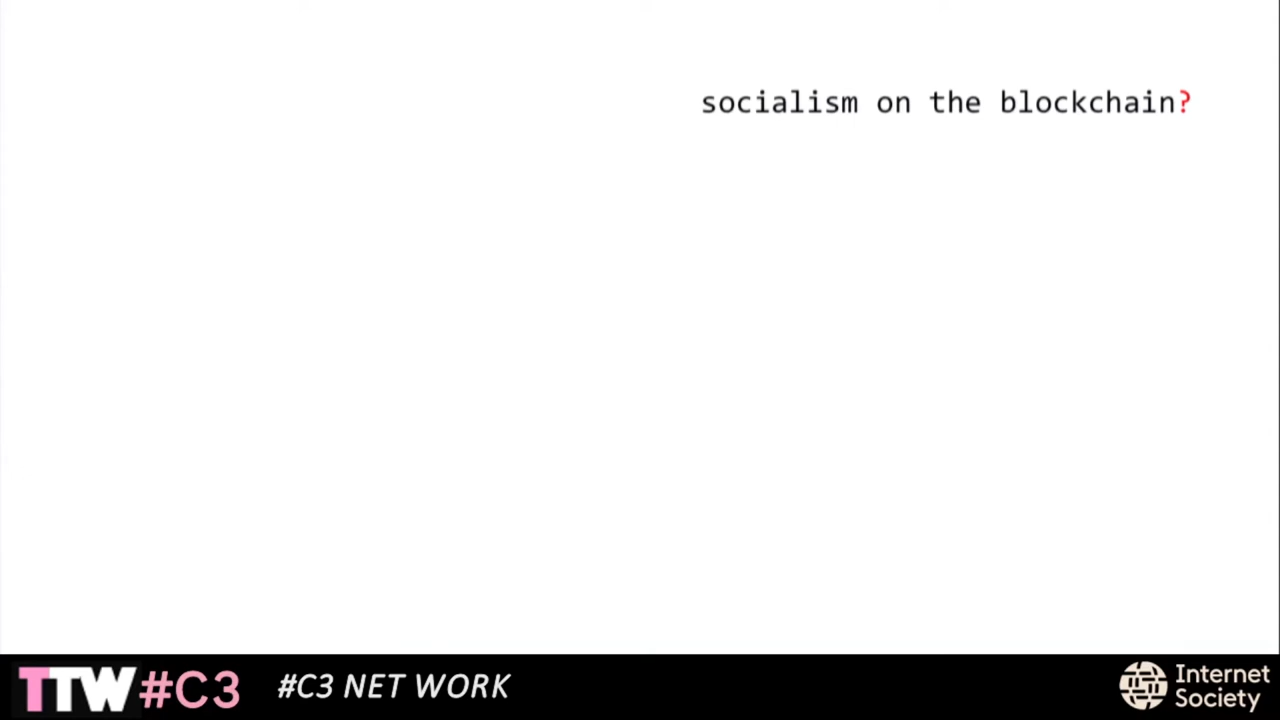 socialism on the blockchain?
TTW#C3
#C3 NET WORK
Internet
Society